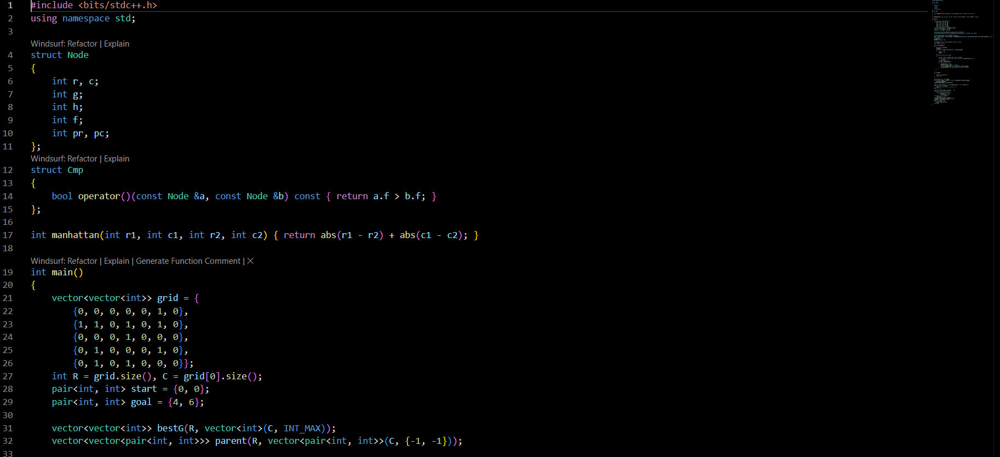 1 #include <bits/stdc++.h>
2 using namespace std;
3
Windsurf: Refactor | Explain
4 struct Node
5 {
6     int r, c;
7     int g;
8     int h;
9     int f;
10     int pr, pc;
11 };
Windsurf: Refactor | Explain
12 struct Cmp
13 {
14     bool operator()(const Node &a, const Node &b) const { return a.f > b.f; }
15 };
16
17 int manhattan(int r1, int c1, int r2, int c2) { return abs(r1 - r2) + abs(c1 - c2); }
18
Windsurf: Refactor | Explain | Generate Function Comment | ×
19 int main()
20 {
21     vector<vector<int>> grid = {
22         {0, 0, 0, 0, 0, 1, 0},
23         {1, 1, 0, 1, 0, 1, 0},
24         {0, 0, 0, 1, 0, 0, 0},
25         {0, 1, 0, 0, 0, 1, 0},
26         {0, 1, 0, 1, 0, 0, 0}};
27     int R = grid.size(), C = grid[0].size();
28     pair<int, int> start = {0, 0};
29     pair<int, int> goal = {4, 6};
30
31     vector<vector<int>> bestG(R, vector<int>(C, INT_MAX));
32     vector<vector<pair<int, int>>> parent(R, vector<pair<int, int>>(C, {-1, -1}));
33